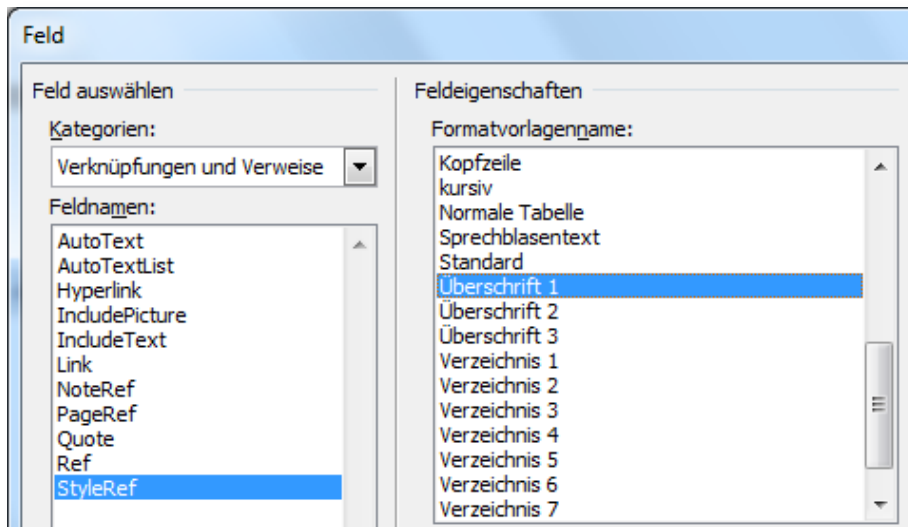 Feld
Feld auswählen
Kategorien:
Verknüpfungen und Verweise
Feldnamen:
AutoText
AutoTextList
Hyperlink
IncludePicture
IncludeText
Link
NoteRef
PageRef
Quote
Ref
StyleRef
Feldeigenschaften
Formatvorlagenname:
Kopfzeile
kursiv
Normale Tabelle
Sprechblasentext
Standard
Überschrift 1
Überschrift 2
Überschrift 3
Verzeichnis 1
Verzeichnis 2
Verzeichnis 3
Verzeichnis 4
Verzeichnis 5
Verzeichnis 6
Verzeichnis 7